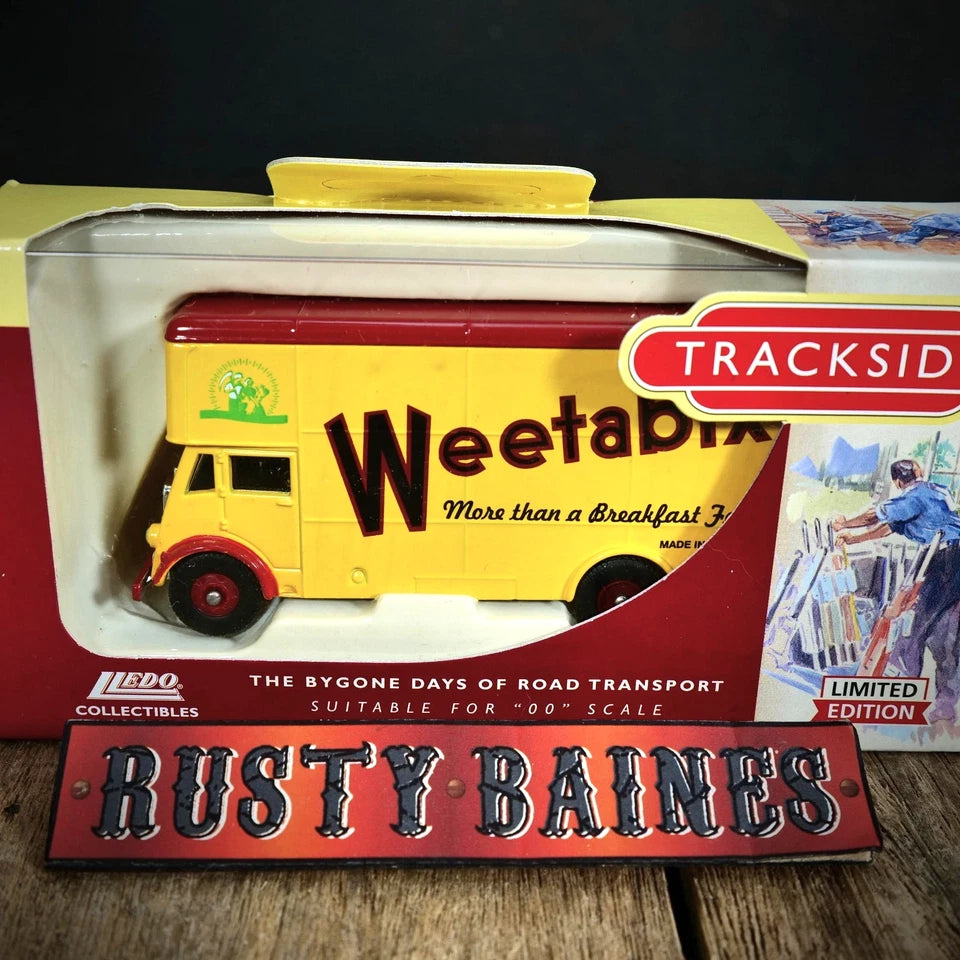 TRACKSID
Weetabix
More than a Breakfast
MADE IN
LLEDO®
COLLECTIBLES
THE BYGONE DAYS OF ROAD TRANSPORT
SUITABLE FOR "00" SCALE
LIMITED
EDITION
RUSTY BAINES